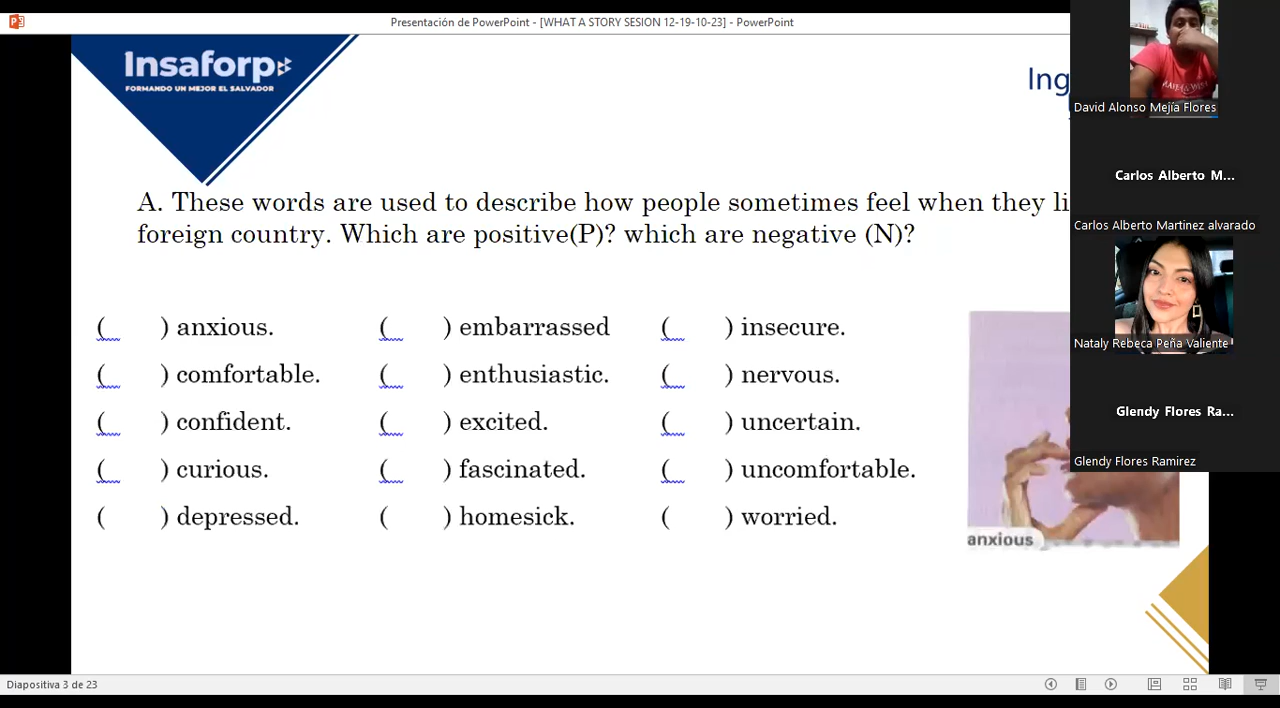 Presentación de PowerPoint - [WHAT A STORY SESION 12-19-10-23] - PowerPoint
Insaforp
FORMANDO UN MEJOR EL SALVADOR
Ing
A. These words are used to describe how people sometimes feel when they li
foreign country. Which are positive(P)? which are negative (N)?
( ) anxious. ( ) embarrassed ( ) insecure.
( ) comfortable. ( ) enthusiastic. ( ) nervous.
( ) confident. ( ) excited. ( ) uncertain.
( ) curious. ( ) fascinated. ( ) uncomfortable.
( ) depressed. ( ) homesick. ( ) worried.
anxious
David Alonso Mejía Flores
Carlos Alberto M...
Carlos Alberto Martinez alvarado
Nataly Rebeca Peña Valiente
Glendy Flores Ra...
Glendy Flores Ramirez
Diapositiva 3 de 23